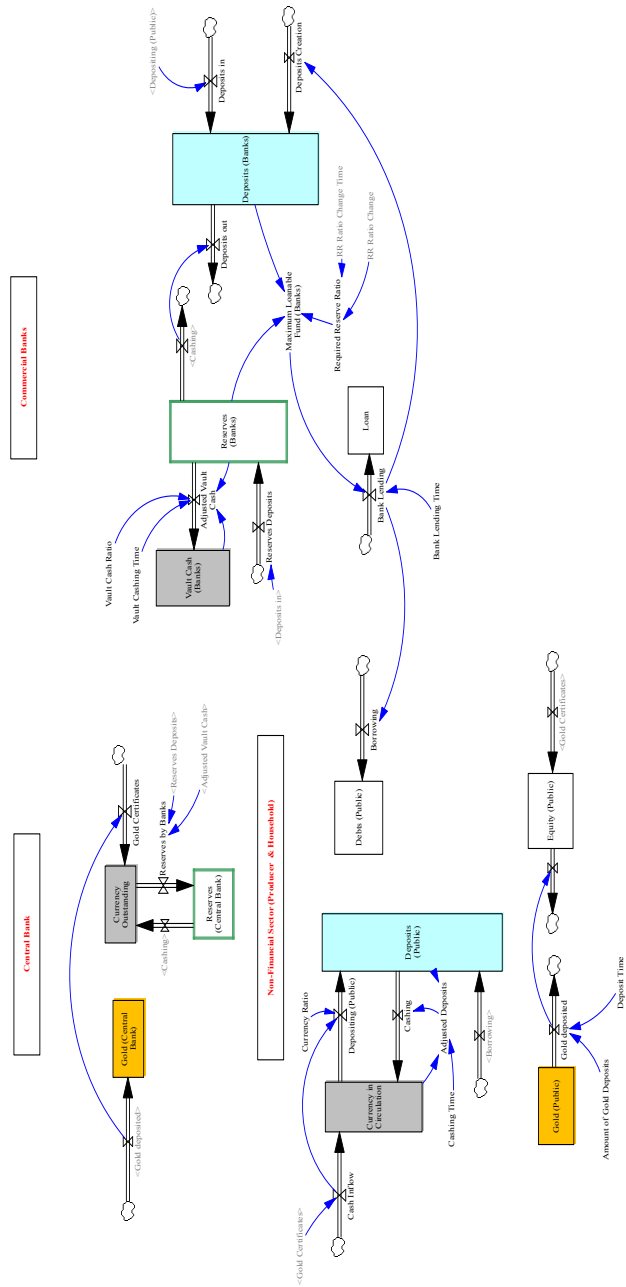 Central Bank
<Gold deposited>
Gold (Central
Bank)
Currency
Outstanding
Gold Certificates
<Cashing>
Reserves by Banks
<Reserves Deposits>
<Adjusted Vault Cash>
Reserves
(Central Bank)
Commercial Banks
Vault Cash Ratio
Vault Cashing Time
Vault Cash
(Banks)
Adjusted Vault
Cash
Reserves
(Banks)
<Cashing>
Deposits out
Deposits (Banks)
<Depositing (Public)>
Deposits in
Deposits Creation
Reserves Deposits
<Deposits in>
Maximum Loanable
Fund (Banks)
Required Reserve Ratio
RR Ratio Change Time
RR Ratio Change
Loan
Bank Lending
Bank Lending Time
Non-Financial Sector (Producer & Household)
<Gold Certificates>
Cash Inflow
Currency Ratio
Currency in
Circulation
Depositing (Public)
Cashing
Adjusted Deposits
Cashing Time
Deposits
(Public)
<Borrowing>
Debts (Public)
Borrowing
Gold (Public)
Gold deposited
Amount of Gold Deposits
Deposit Time
Equity (Public)
<Gold Certificates>